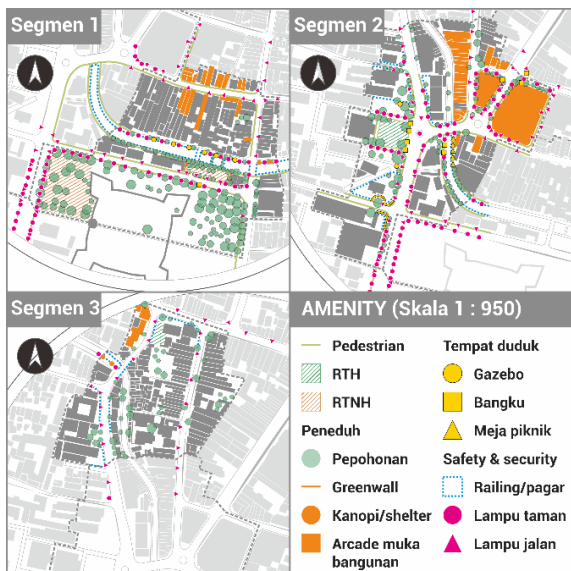 Segmen 1
Segmen 2
Segmen 3
AMENITY (Skala 1 : 950)
Pedestrian
RTH
RTNH
Peneduh
Pepohonan
Greenwall
Kanopi/shelter
Arcade muka
bangunan
Tempat duduk
Gazebo
Bangku
Meja piknik
Safety & security
Railing/pagar
Lampu taman
Lampu jalan